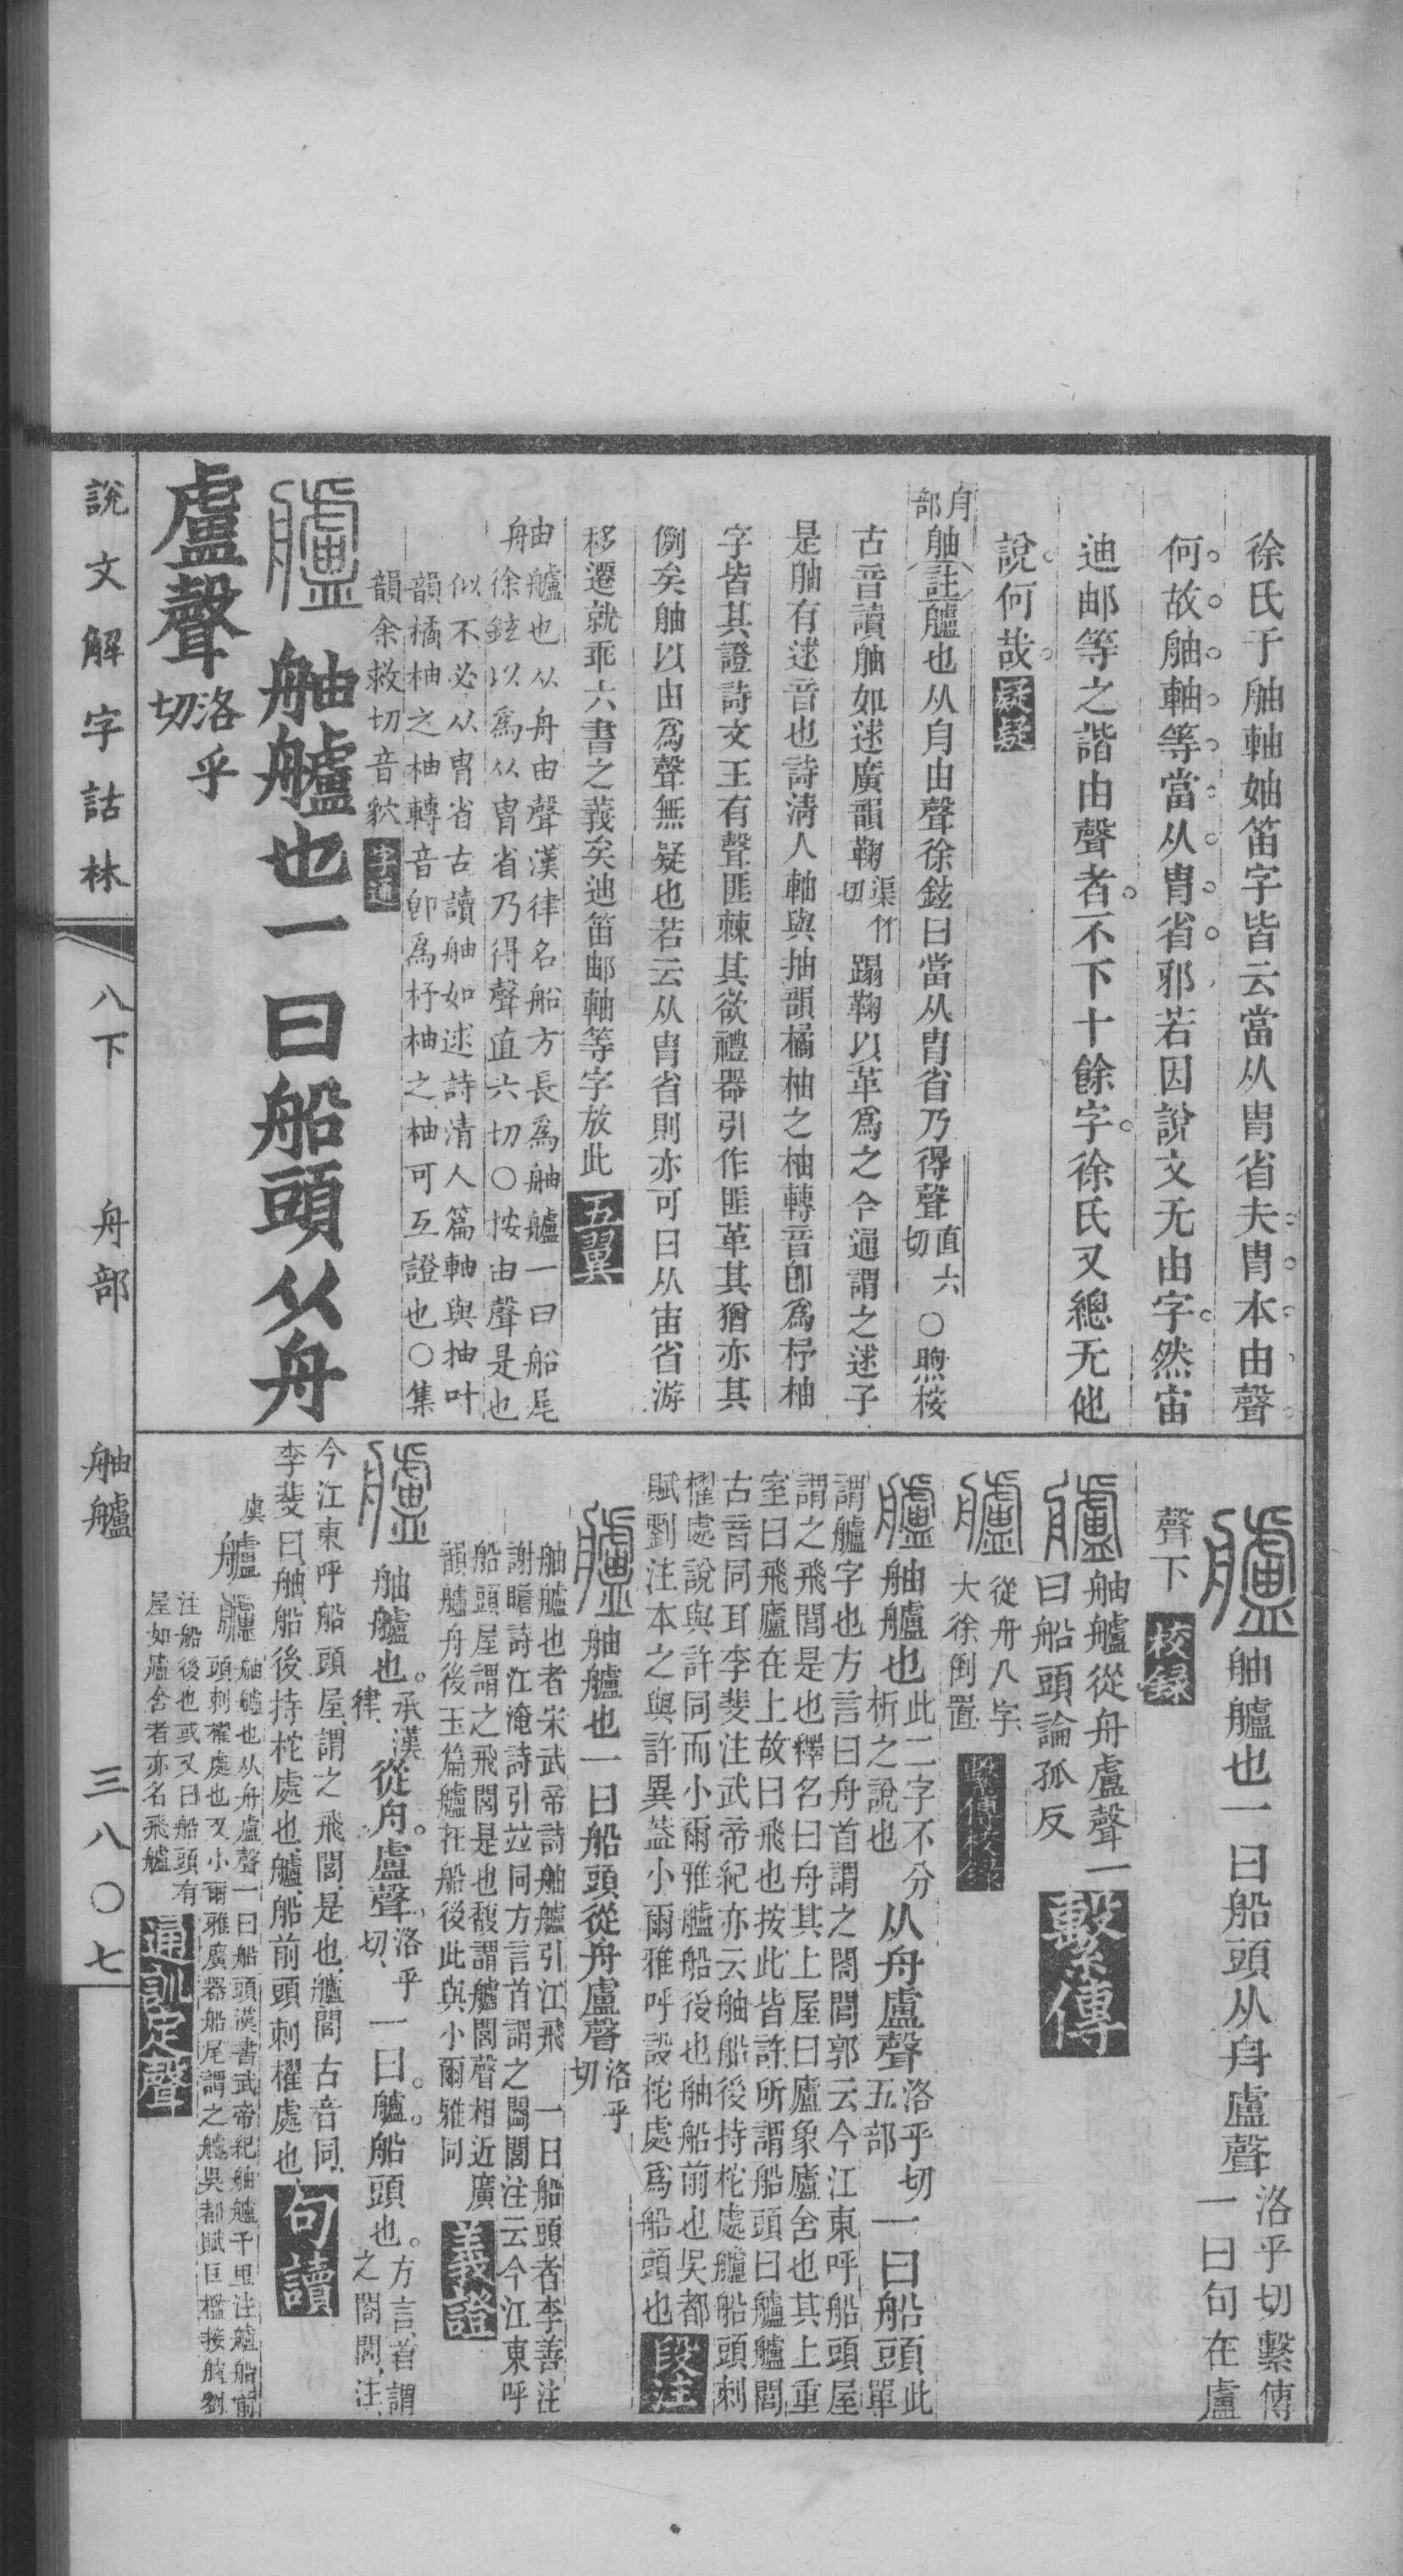 徐氏于舳軸妯笛字皆云當从胄省夫胄本由聲
何故舳軸等當从胄省邪若因說文无由字然宙
迪邮等之諧由聲者不下十餘字徐氏又總无他
說何哉
舟部舳(註)艫也从舟由聲徐鉉曰當从胄省乃得聲直六切○煦桉
古音讀舳如逑廣韻鞠渠竹切蹋鞠以革爲之今通謂之逑子
是舳有逑音也詩淸人軸與抽韻橘柚之柚轉音卽爲杼柚
字皆其證詩文王有聲匪棘其欲禮器引作匪革其猶亦其
例矣舳以由爲聲無疑也若云从胄省則亦可曰从宙省游
移遷就乖六書之義矣迪笛邮軸等字放此 五翼
舳 艫也从舟由聲漢律名船方長爲舳艫一曰船尾
徐鉉以爲从胄省乃得聲直六切○按由聲是也
似不必从胄省古讀舳如逑詩清人篇軸與抽叶
韻橘柚之柚轉音卽爲杼柚之柚可互證也○集
韻余救切音狖
艫 舳艫也一曰船頭从舟
盧聲 洛乎切
說文解字詁林 八下 舟部 舳艫 三八〇七
艫 舳艫也一曰船頭从舟盧聲 洛乎切繫傳
一曰句在盧
聲下 校錄
艫 舳艫從舟盧聲一
曰船頭論孤反 繫傳
艫 從舟八字
大徐倒置 繫傳校錄
艫 舳艫也 此二字不分
析之說也 从舟盧聲 洛乎切
五部 一曰船頭 此
單
謂艫字也方言曰舟首謂之閤閭郭云今江東呼船頭屋
謂之飛閭是也釋名曰舟其上屋曰廬象廬舍也其上重
室曰飛廬在上故曰飛也按此皆許所謂船頭曰艫艫閭
古音同耳李斐注武帝紀亦云舳船後持柁處艫船頭刺
櫂處說與許同而小爾雅艫船後也舳船前也吳都
賦劉注本之與許異葢小爾雅呼設柁處爲船頭也 段注
艫 舳艫也一曰船頭從舟盧聲 洛乎切
舳艫也者宋武帝詩舳艫引江飛 一曰船頭者李善注
謝瞻詩江淹詩引竝同方言首謂之閤閭注云今江東呼
船頭屋謂之飛閭是也馥謂艫閭聲相近廣
韻艫舟後玉篇艫在船後此與小爾雅同 義證
艫 舳艫也 承漢
律 從舟盧聲 洛乎
切 一曰艫船頭也 方言首謂
之閤閭注
今江東呼船頭屋謂之飛閭是也艫閭古音同
李斐曰舳船後持柁處也艫船前頭刺櫂處也 句讀
虞 艫 艫 舳艫也从舟盧聲一曰船頭漢書武帝紀舳艫千里注艫船前
頭刺櫂處也又小爾雅廣器船尾謂之艫吳都賦巨檻接艫劉
注船後也或又曰船頭有
屋如廬舍者亦名飛艫 通訓定聲